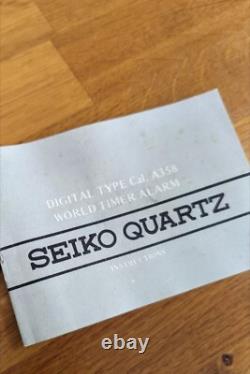 DIGITAL TYPE Cal. A358
WORLD TIMER ALARM
SEIKO QUARTZ
INSTRUCTIONS